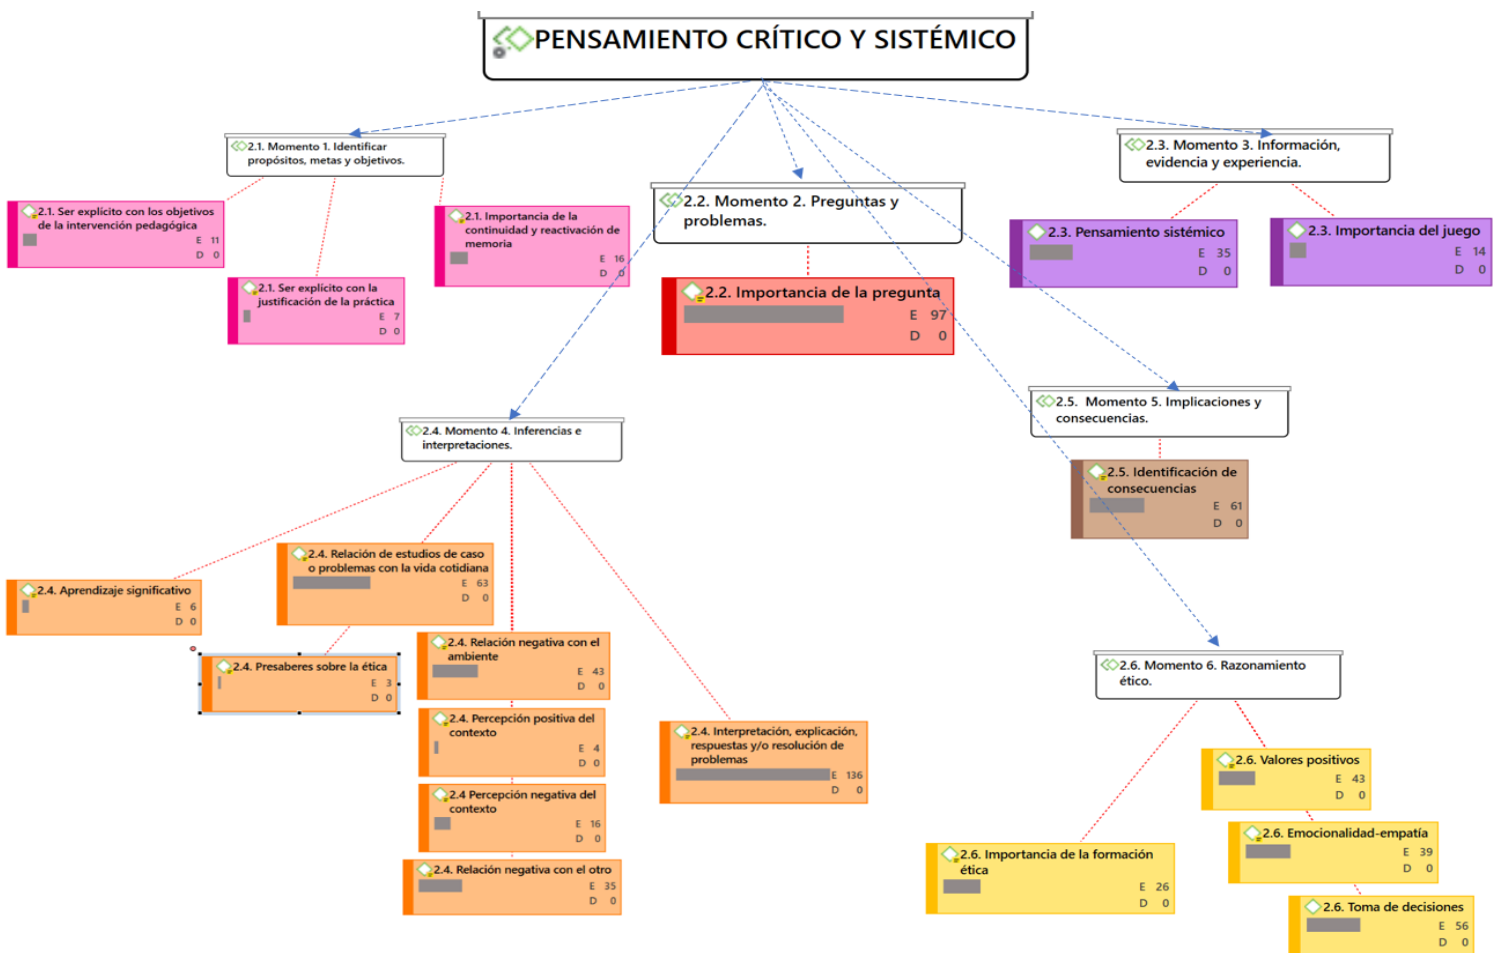 PENSAMIENTO CRÍTICO Y SISTÉMICO
2.1. Momento 1. Identificar
propósitos, metas y objetivos.
2.1. Ser explícito con los objetivos
de la intervención pedagógica
E 11
D 0
2.1. Ser explícito con la
justificación de la práctica
E 7
D 0
2.1. Importancia de la
continuidad y reactivación de
memoria
E 16
D 0
2.2. Momento 2. Preguntas y
problemas.
2.2. Importancia de la pregunta
E 97
D 0
2.3. Momento 3. Información,
evidencia y experiencia.
2.3. Pensamiento sistémico
E 35
D 0
2.3. Importancia del juego
E 14
D 0
2.4. Momento 4. Inferencias e
interpretaciones.
2.4. Aprendizaje significativo
E 6
D 0
2.4. Relación de estudios de caso
o problemas con la vida cotidiana
E 63
D 0
2.4. Presaberes sobre la ética
E 3
D 0
2.4. Relación negativa con el
ambiente
E 43
D 0
2.4. Percepción positiva del
contexto
E 4
D 0
2.4 Percepción negativa del
contexto
E 16
D 0
2.4. Relación negativa con el otro
E 35
D 0
2.4. Interpretación, explicación,
respuestas y/o resolución de
problemas
E 136
D 0
2.5. Momento 5. Implicaciones y
consecuencias.
2.5. Identificación de
consecuencias
E 61
D 0
2.6. Momento 6. Razonamiento
ético.
2.6. Importancia de la formación
ética
E 26
D 0
2.6. Valores positivos
E 43
D 0
2.6. Emocionalidad-empatía
E 39
D 0
2.6. Toma de decisiones
E 56
D 0